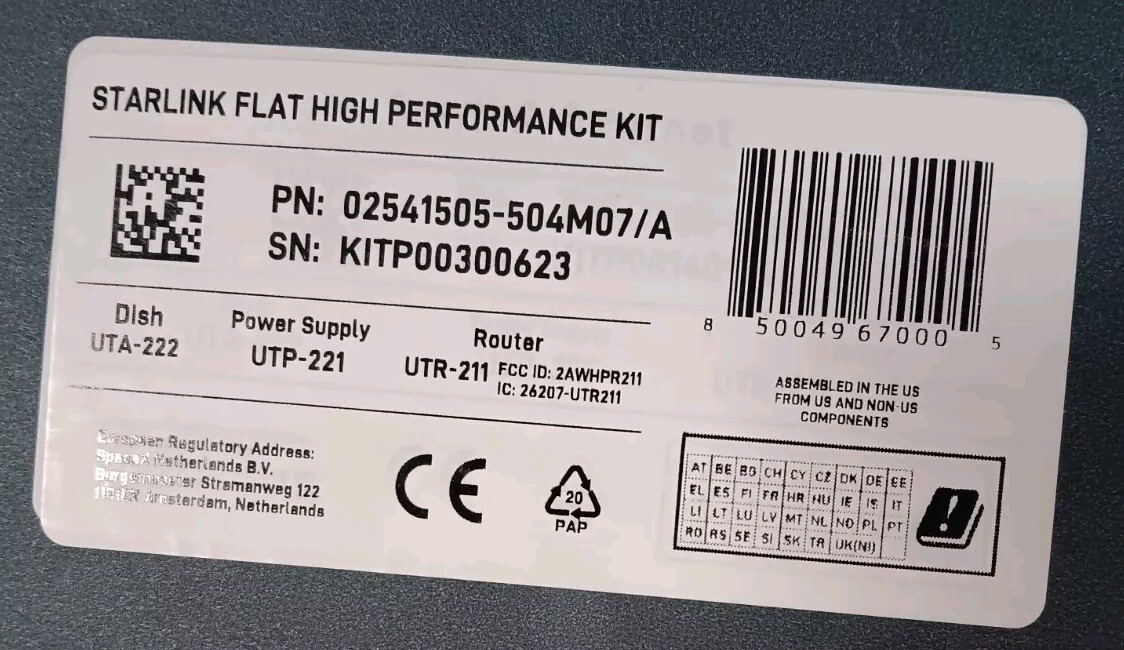 STARLINK FLAT HIGH PERFORMANCE KIT
PN: 02541505-504M07/A
SN: KITP00300623
8 50049 67000 5
Dish
UTA-222
Power Supply
UTP-221
Router
UTR-211 FCC ID: 2AWHPR211
IC: 26207-UTR211
ASSEMBLED IN THE US
FROM US AND NON-US
COMPONENTS
European Regulatory Address:
SpaceX Netherlands B.V.
Burgemeester Stramanweg 122
Amsterdam, Netherlands
CE
20
PAP
AT BE BG CH CY CZ DK DE EE
EL ES FI FR HR HU IE IS IT
LI LT LU LV MT NL NO PL PT
RO RS SE SI SK TR UK(NI)
!